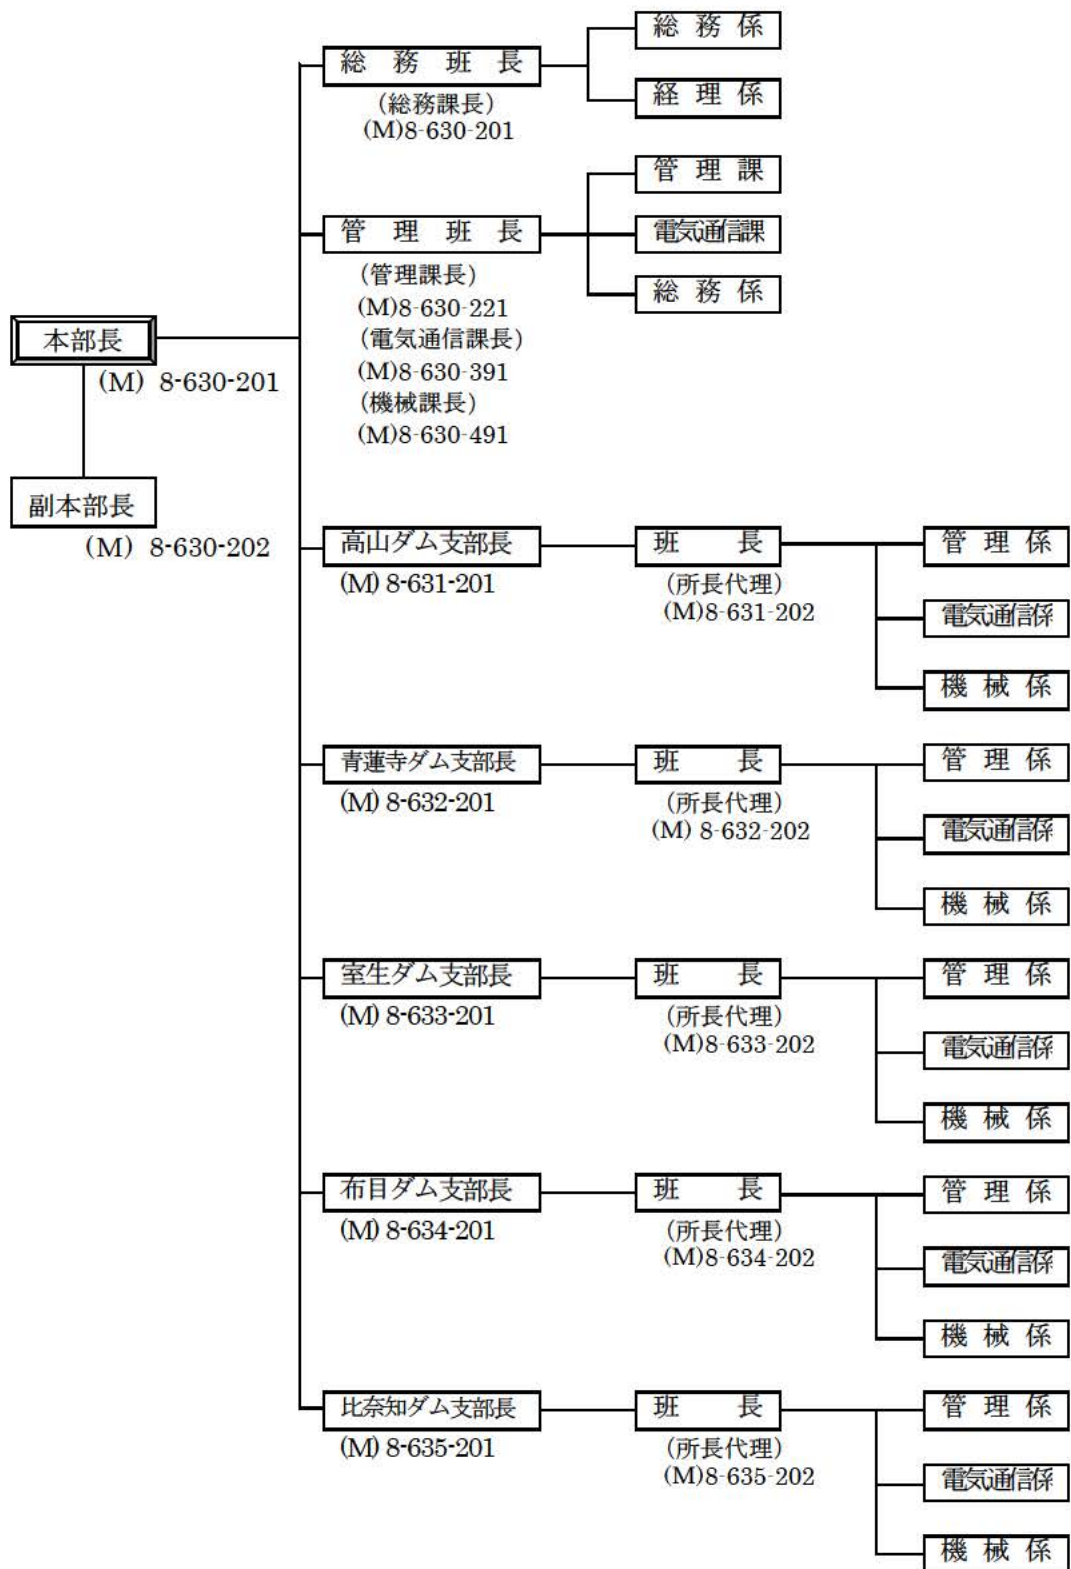 総務係
総務班長
経理係
(総務課長)
(M)8-630-201
管理課
管理班長
電気通信課
総務係
(管理課長)
(M)8-630-221
(電気通信課長)
(M)8-630-391
(機械課長)
(M)8-630-491
本部長
(M) 8-630-201
副本部長
(M) 8-630-202
高山ダム支部長
(M) 8-631-201
班長
(所長代理)
(M)8-631-202
管理係
電気通信係
機械係
青蓮寺ダム支部長
(M) 8-632-201
班長
(所長代理)
(M) 8-632-202
管理係
電気通信係
機械係
室生ダム支部長
(M) 8-633-201
班長
(所長代理)
(M)8-633-202
管理係
電気通信係
機械係
布目ダム支部長
(M) 8-634-201
班長
(所長代理)
(M)8-634-202
管理係
電気通信係
機械係
比奈知ダム支部長
(M) 8-635-201
班長
(所長代理)
(M)8-635-202
管理係
電気通信係
機械係